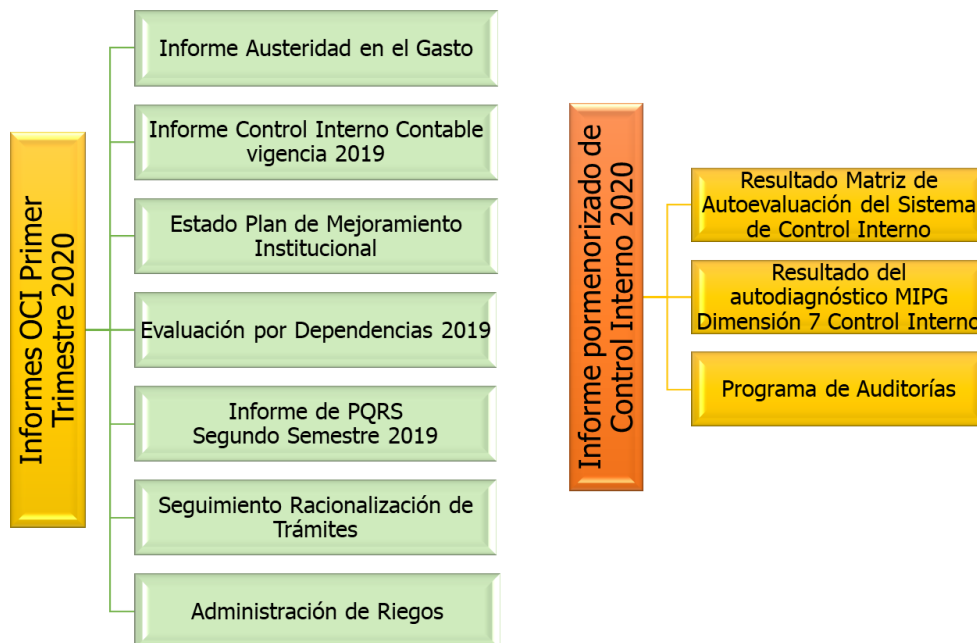 Informes OCI Primer
Trimestre 2020
Informe Austeridad en el Gasto
Informe Control Interno Contable
vigencia 2019
Estado Plan de Mejoramiento
Institucional
Evaluación por Dependencias 2019
Informe de PQRS
Segundo Semestre 2019
Seguimiento Racionalización de
Trámites
Administración de Riegos
Informe pormenorizado de
Control Interno 2020
Resultado Matriz de
Autoevaluación del Sistema
de Control Interno
Resultado del
autodiagnóstico MIPG
Dimensión 7 Control Interno
Programa de Auditorías